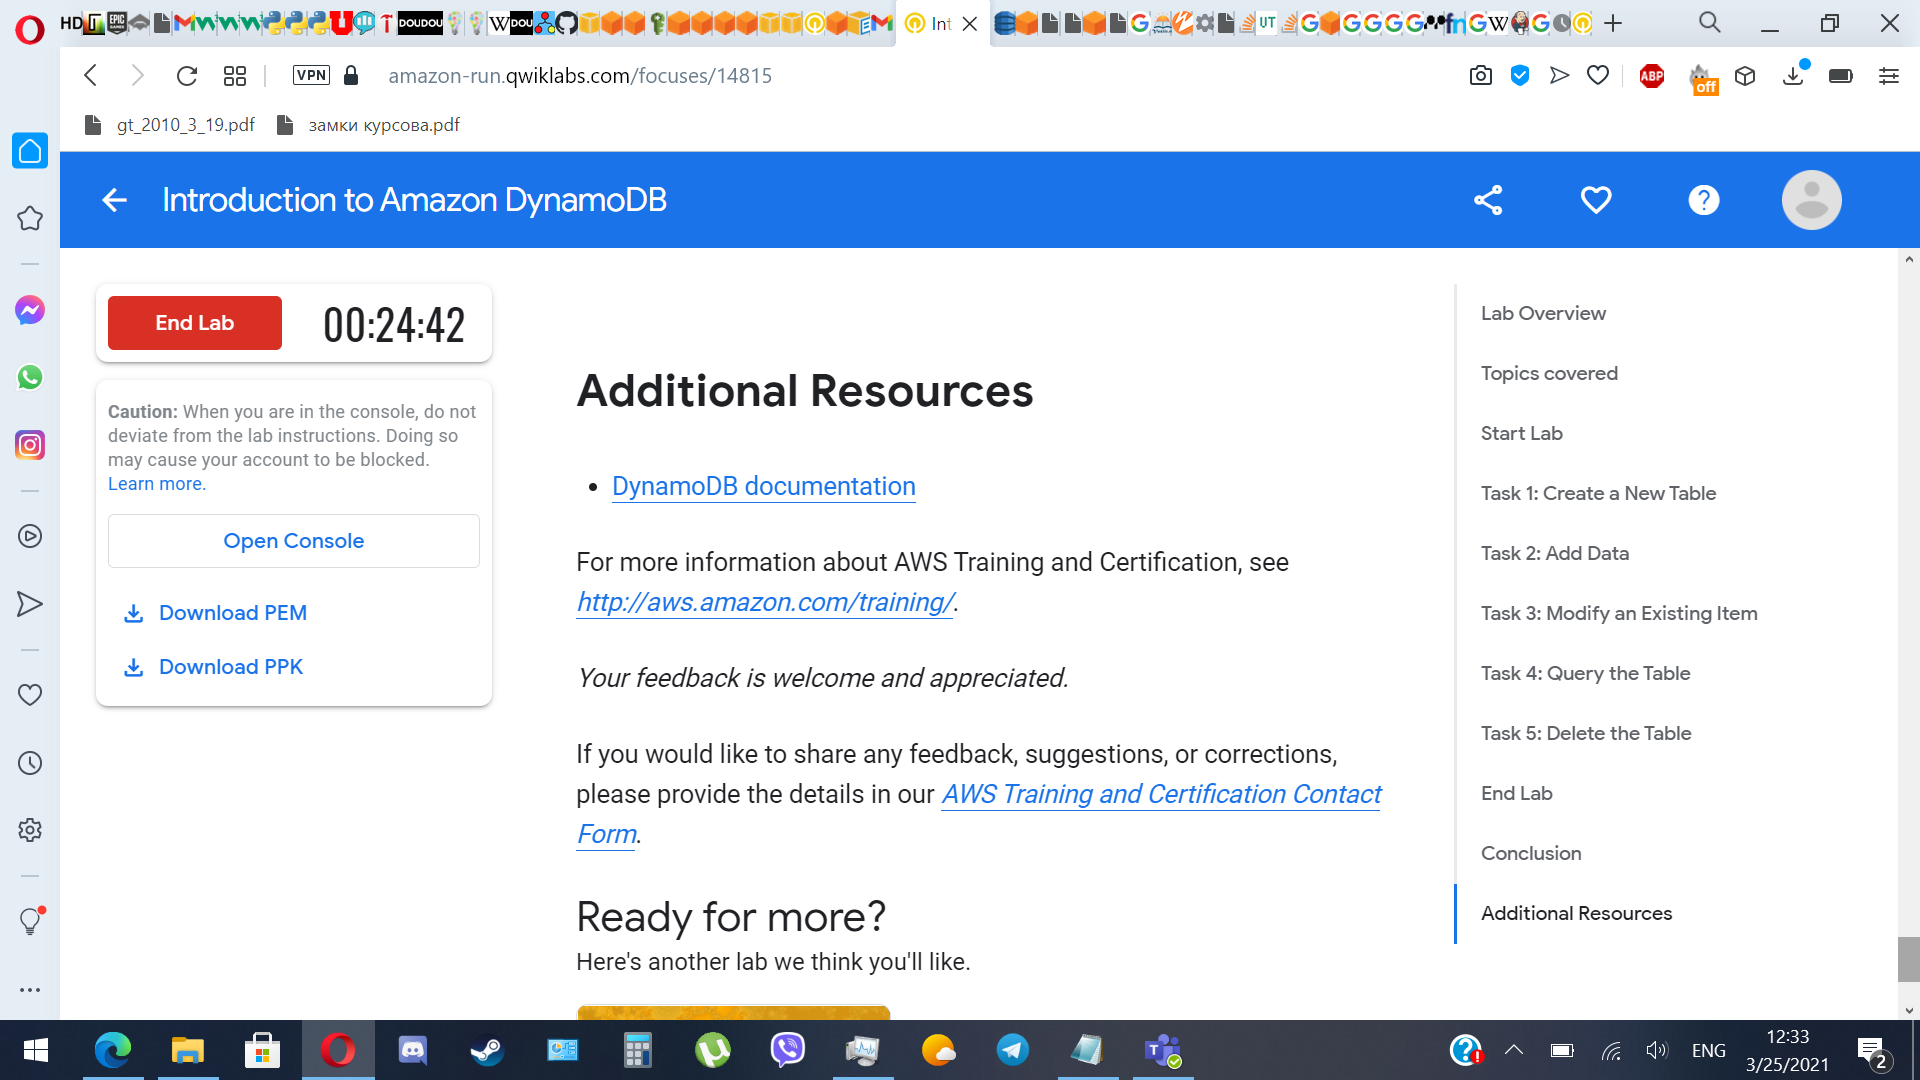 HD
DOUDOU
W DOU
Int
UT
W
VPN
amazon-run.qwiklabs.com/focuses/14815
ABP
off
gt_2010_3_19.pdf
замки курсова.pdf
Introduction to Amazon DynamoDB
End Lab
00:24:42
Caution: When you are in the console, do not
deviate from the lab instructions. Doing so
may cause your account to be blocked.
Learn more.
Open Console
Download PEM
Download PPK
Additional Resources
DynamoDB documentation
For more information about AWS Training and Certification, see
http://aws.amazon.com/training/.
Your feedback is welcome and appreciated.
If you would like to share any feedback, suggestions, or corrections,
please provide the details in our AWS Training and Certification Contact
Form.
Ready for more?
Here's another lab we think you'll like.
Lab Overview
Topics covered
Start Lab
Task 1: Create a New Table
Task 2: Add Data
Task 3: Modify an Existing Item
Task 4: Query the Table
Task 5: Delete the Table
End Lab
Conclusion
Additional Resources
ENG
12:33
3/25/2021
2